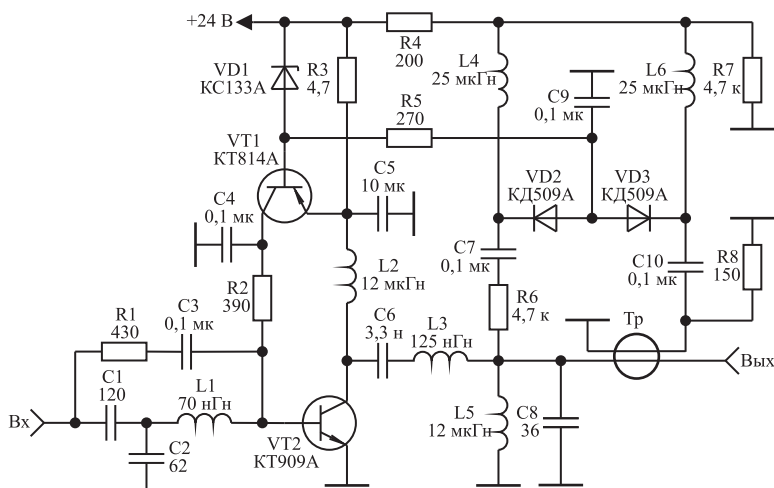 +24 В
VD1
КС133А
R3
4,7
R4
200
L4
25 мкГн
L6
25 мкГн
R7
4,7 к
C9
0,1 мк
R5
270
VT1
КТ814А
C5
10 мк
VD2
КД509А
VD3
КД509А
C4
0,1 мк
C7
0,1 мк
C10
0,1 мк
R8
150
L2
12 мкГн
R2
390
R6
4,7 к
C3
0,1 мк
R1
430
C6
3,3 н
L3
125 нГн
Тр
Вых
C1
120
L1
70 нГн
Вх
C2
62
VT2
КТ909А
L5
12 мкГн
C8
36